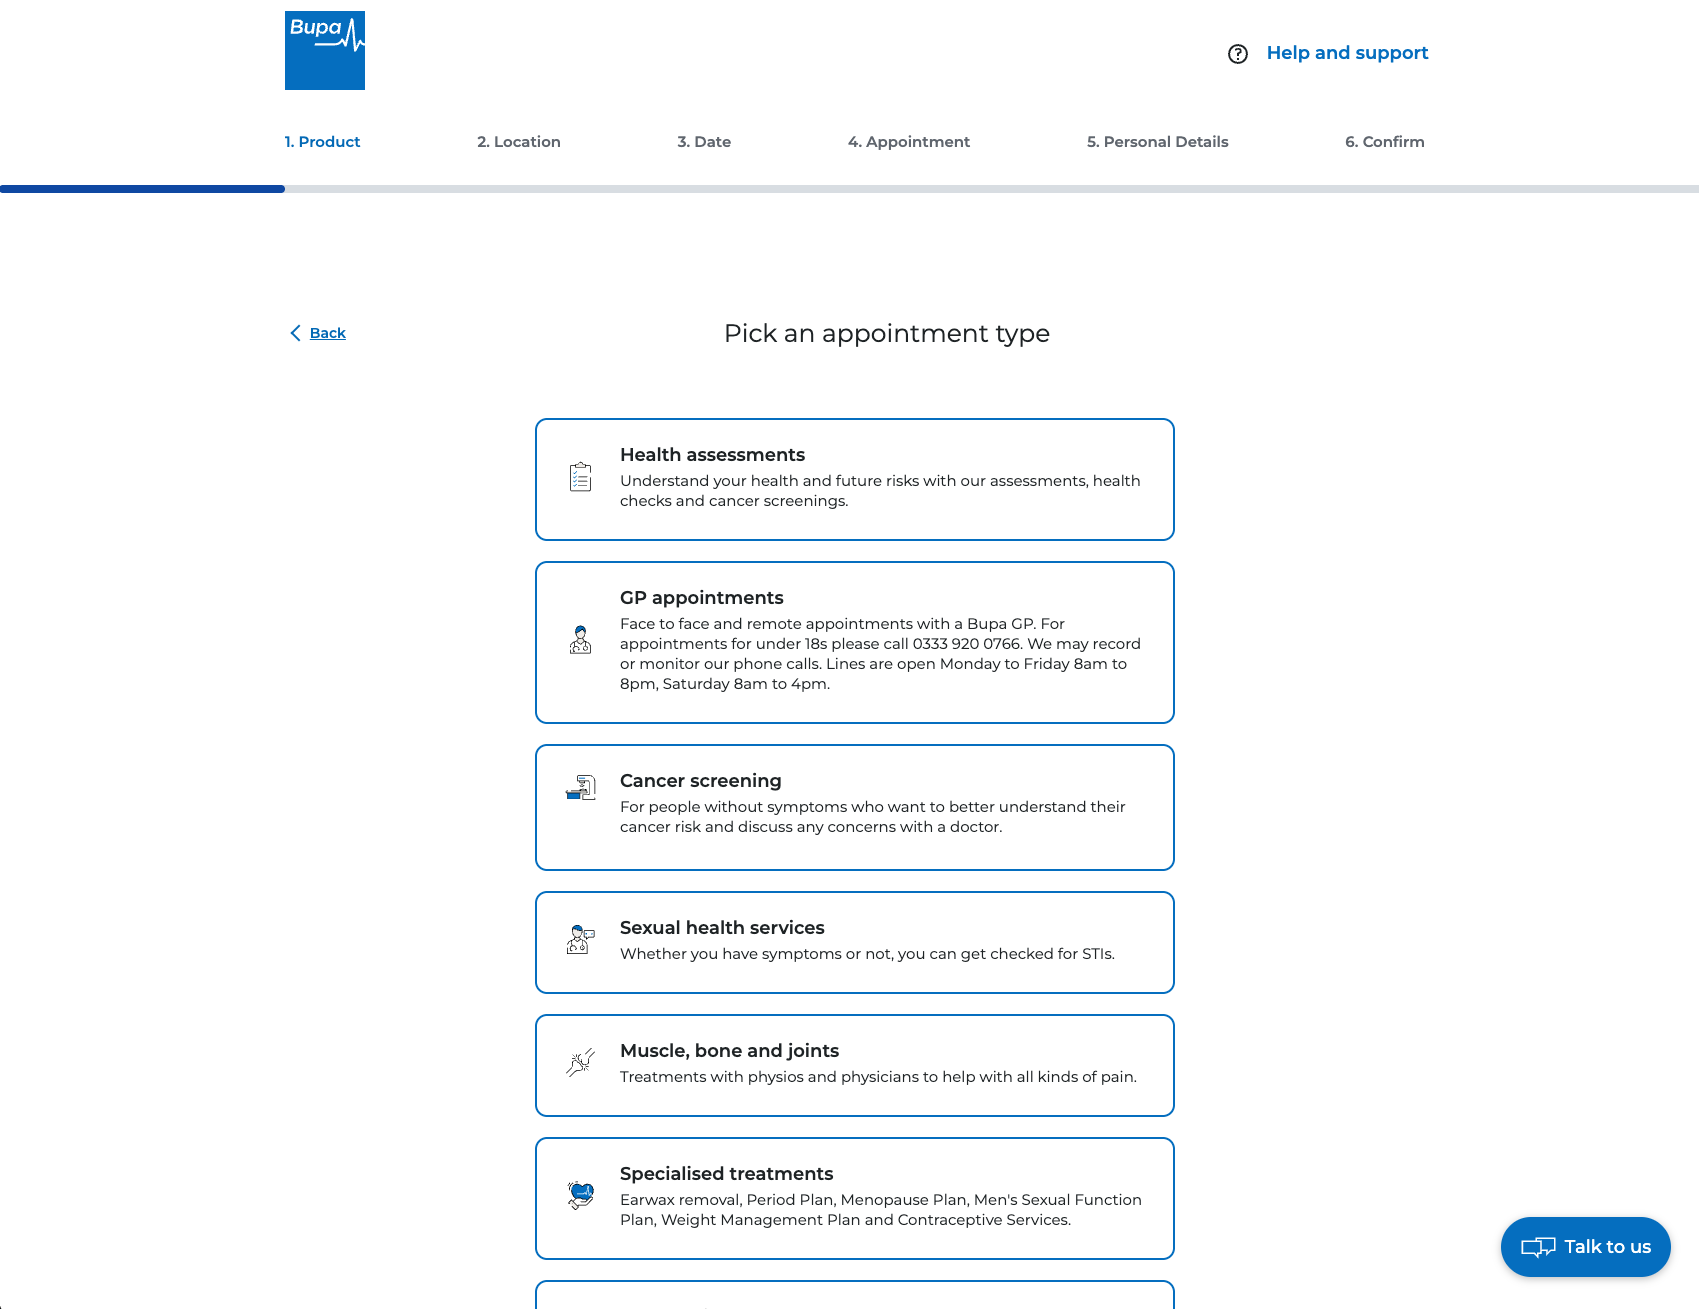 Bupa
Help and support
1. Product
2. Location
3. Date
4. Appointment
5. Personal Details
6. Confirm
Back
Pick an appointment type
Health assessments
Understand your health and future risks with our assessments, health
checks and cancer screenings.
GP appointments
Face to face and remote appointments with a Bupa GP. For
appointments for under 18s please call 0333 920 0766. We may record
or monitor our phone calls. Lines are open Monday to Friday 8am to
8pm, Saturday 8am to 4pm.
Cancer screening
For people without symptoms who want to better understand their
cancer risk and discuss any concerns with a doctor.
Sexual health services
Whether you have symptoms or not, you can get checked for STIs.
Muscle, bone and joints
Treatments with physios and physicians to help with all kinds of pain.
Specialised treatments
Earwax removal, Period Plan, Menopause Plan, Men's Sexual Function
Plan, Weight Management Plan and Contraceptive Services.
Talk to us